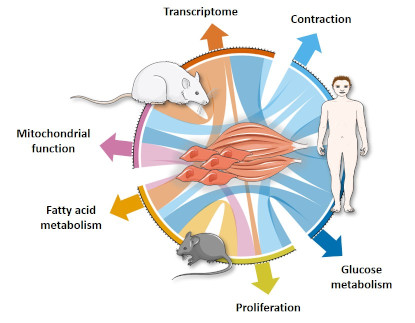 Transcriptome
Contraction
Mitochondrial
function
Fatty acid
metabolism
Glucose
metabolism
Proliferation